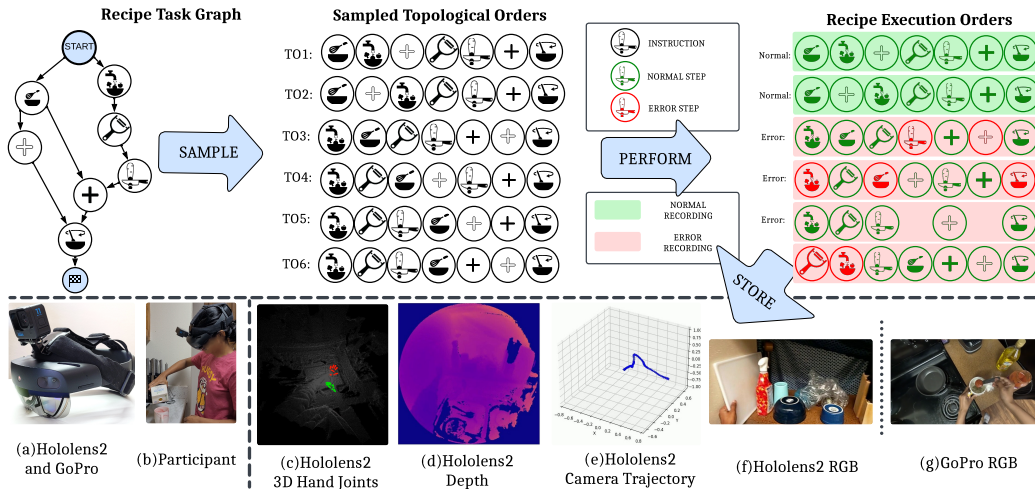 Recipe Task Graph
START
SAMPLE
Sampled Topological Orders
TO1:
TO2:
TO3:
TO4:
TO5:
TO6:
INSTRUCTION
NORMAL STEP
ERROR STEP
PERFORM
NORMAL
RECORDING
ERROR
RECORDING
STORE
Recipe Execution Orders
Normal:
Normal:
Error:
Error:
Error:
(a)Hololens2
and GoPro
(b)Participant
(c)Hololens2
3D Hand Joints
(d)Hololens2
Depth
(e)Hololens2
Camera Trajectory
(f)Hololens2 RGB
(g)GoPro RGB